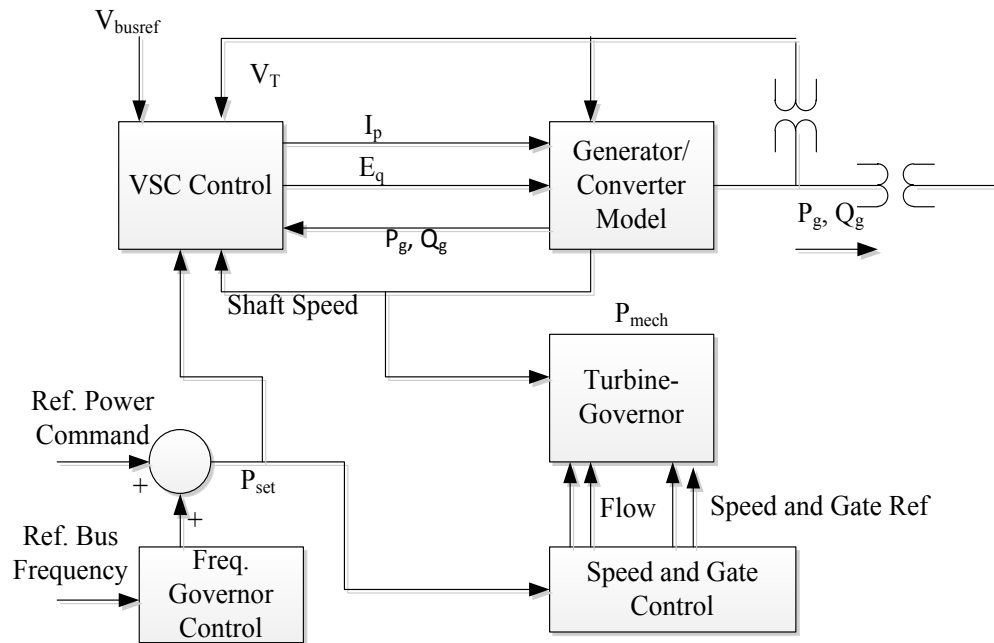 V_busref
V_T
I_p
VSC Control
E_q
Generator/
Converter
Model
P_g, Q_g
P_g, Q_g
Shaft Speed
P_mech
Turbine-
Governor
Ref. Power
Command
+
P_set
+
Flow
Speed and Gate Ref
Ref. Bus
Frequency
Freq.
Governor
Control
Speed and Gate
Control